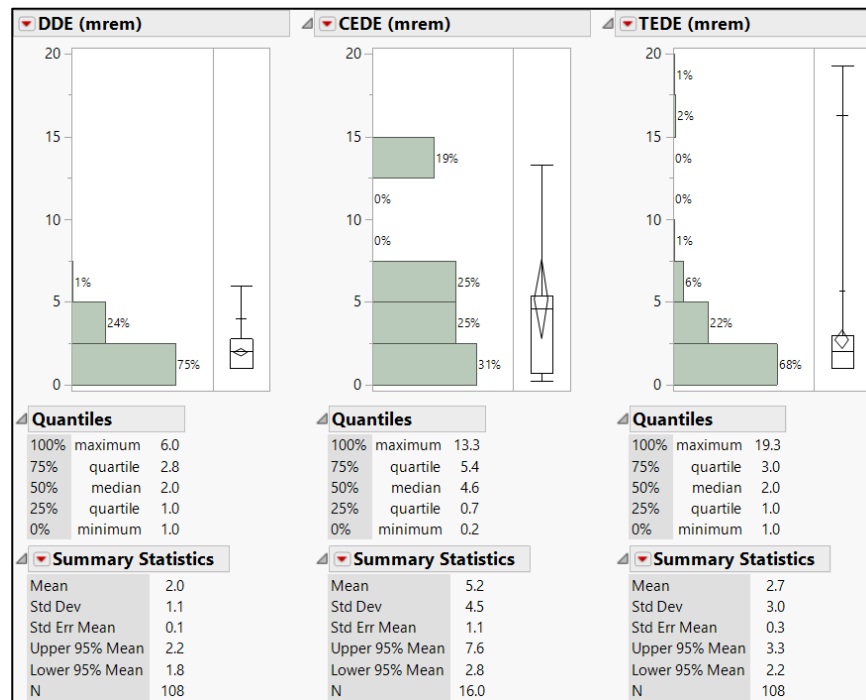 DDE (mrem)
20
15
10
5
0
1%
24%
75%
Quantiles
100% maximum 6.0
75% quartile 2.8
50% median 2.0
25% quartile 1.0
0% minimum 1.0
Summary Statistics
Mean 2.0
Std Dev 1.1
Std Err Mean 0.1
Upper 95% Mean 2.2
Lower 95% Mean 1.8
N 108
CEDE (mrem)
20
15
10
5
0
19%
0%
0%
25%
25%
31%
Quantiles
100% maximum 13.3
75% quartile 5.4
50% median 4.6
25% quartile 0.7
0% minimum 0.2
Summary Statistics
Mean 5.2
Std Dev 4.5
Std Err Mean 1.1
Upper 95% Mean 7.6
Lower 95% Mean 2.8
N 16.0
TEDE (mrem)
20
15
10
5
0
1%
2%
0%
0%
1%
6%
22%
68%
Quantiles
100% maximum 19.3
75% quartile 3.0
50% median 2.0
25% quartile 1.0
0% minimum 1.0
Summary Statistics
Mean 2.7
Std Dev 3.0
Std Err Mean 0.3
Upper 95% Mean 3.3
Lower 95% Mean 2.2
N 108